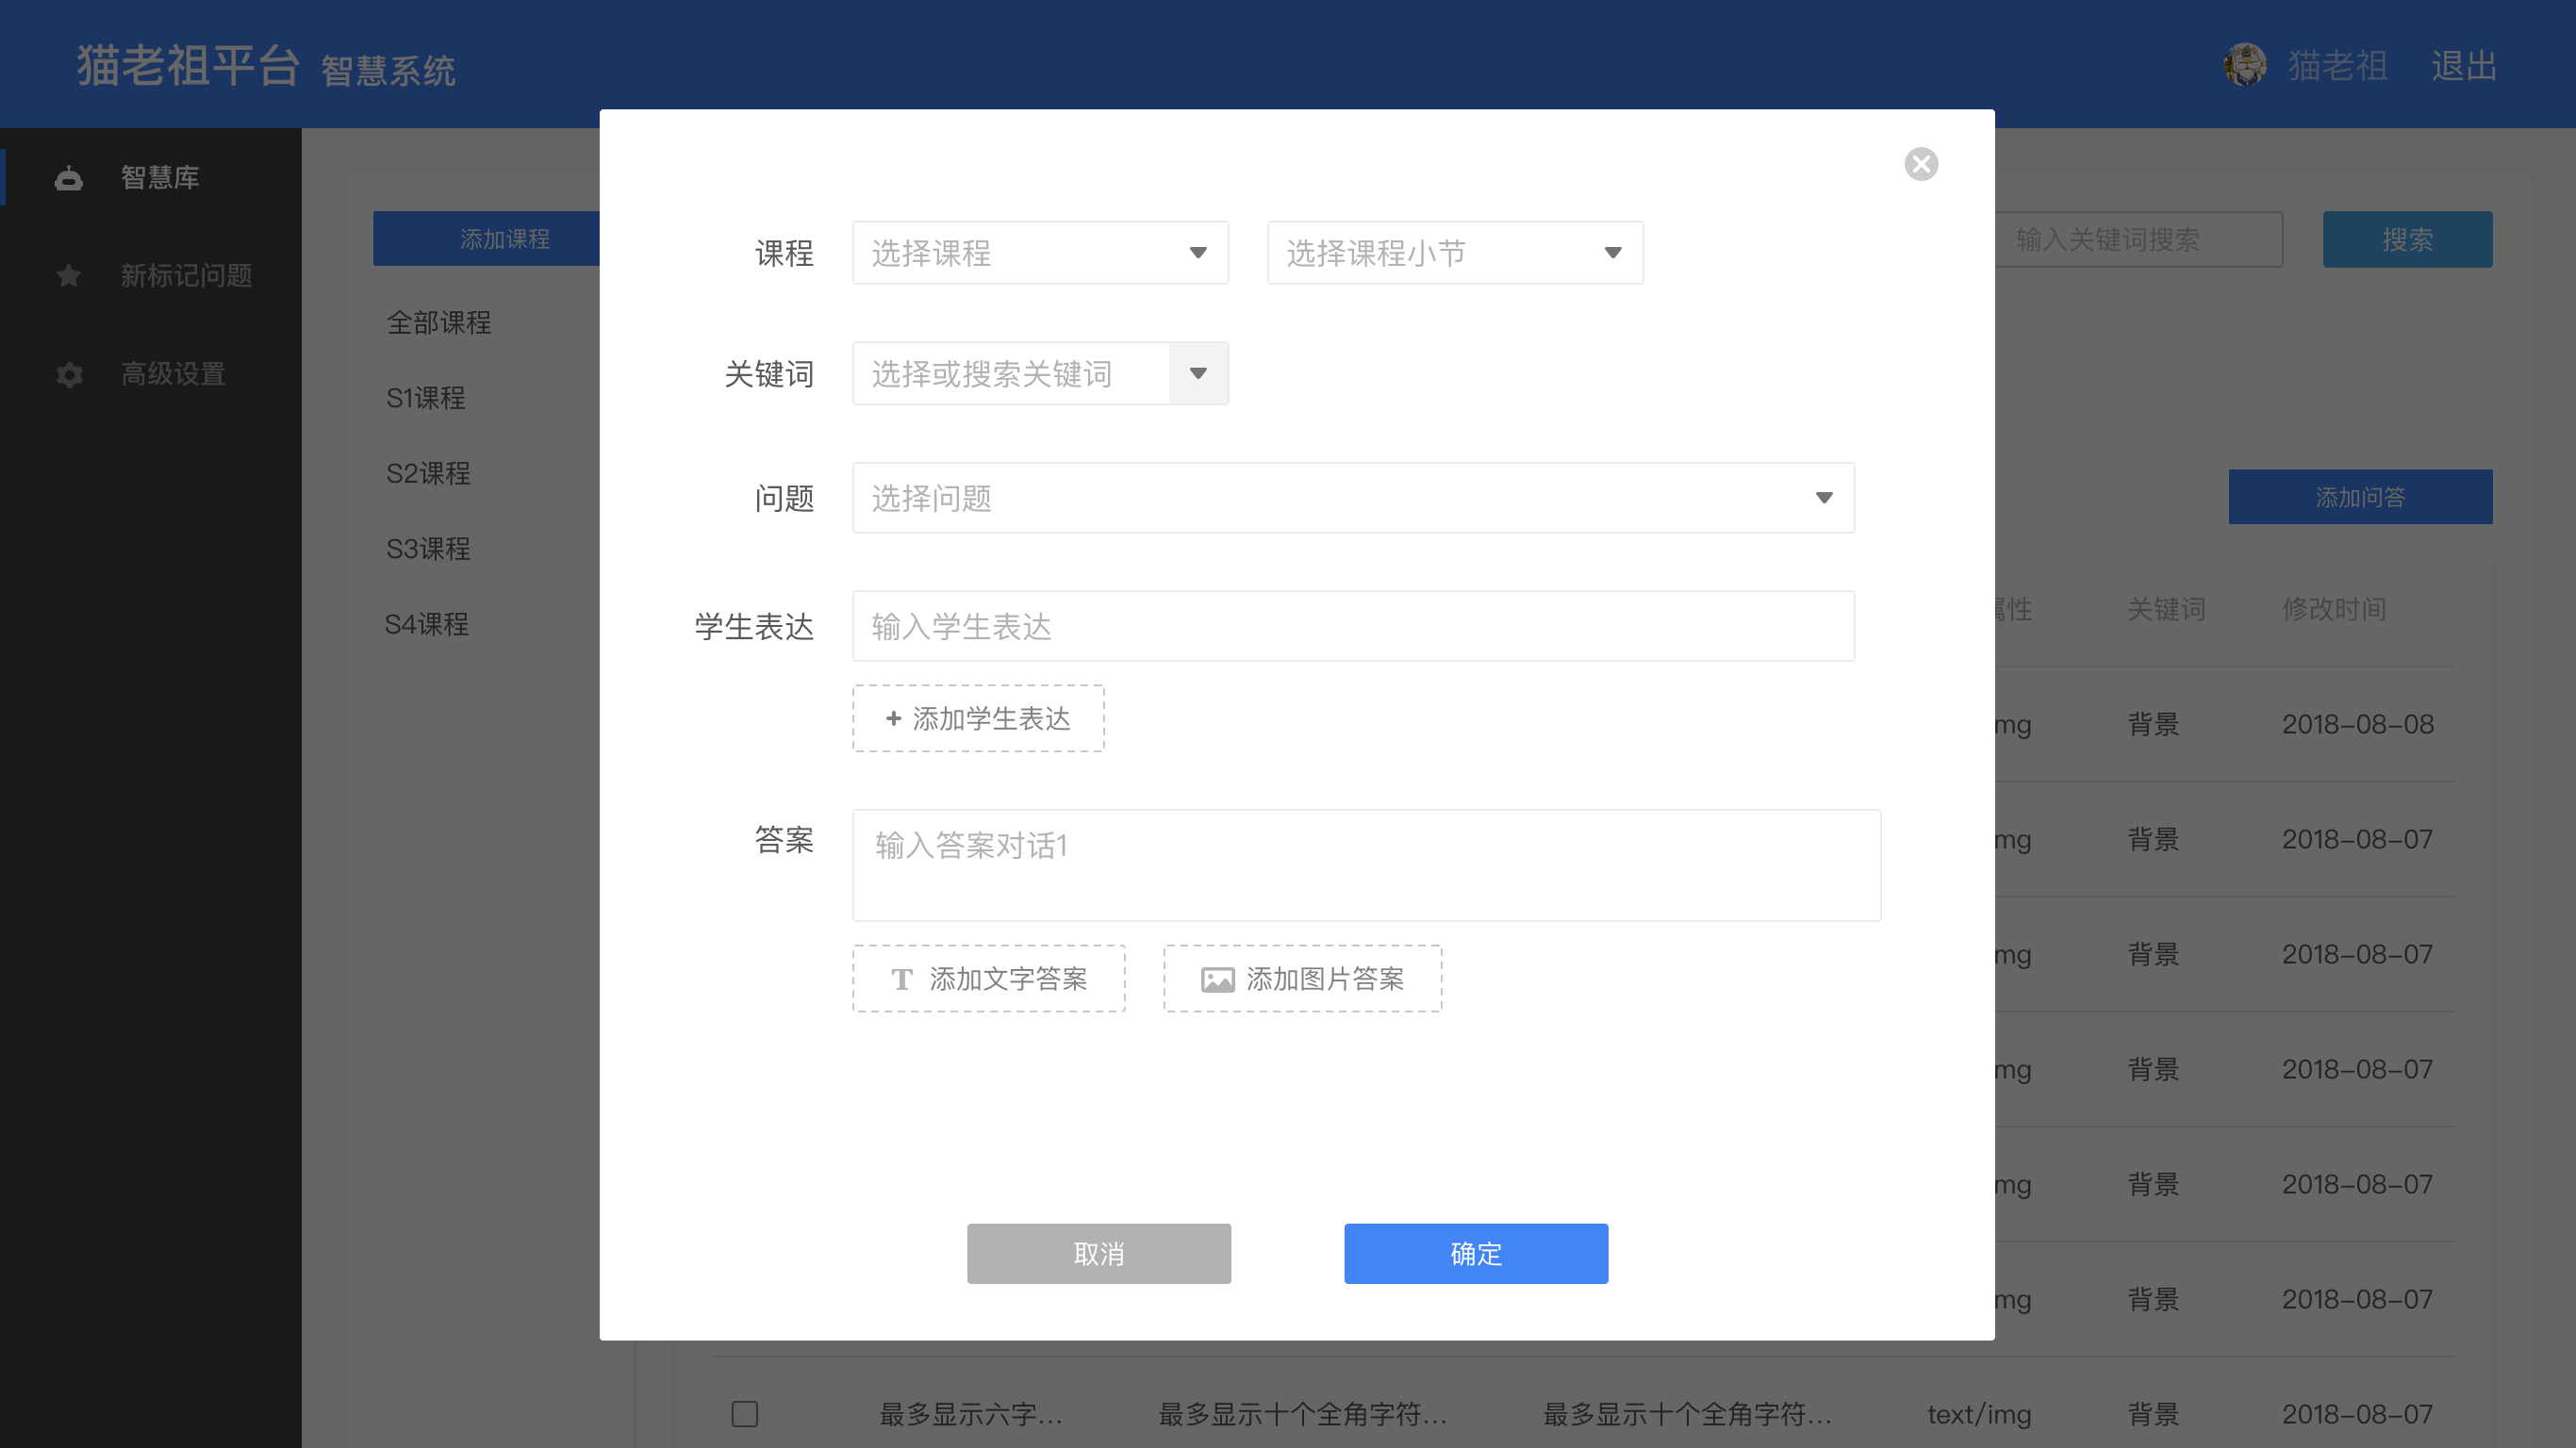 猫老祖平台 智慧系统
猫老祖 退出
智慧库
新标记问题
高级设置
添加课程
全部课程
S1课程
S2课程
S3课程
S4课程
输入关键词搜索
搜索
课程 选择课程 选择课程小节
关键词 选择或搜索关键词
问题 选择问题
添加问答
学生表达 输入学生表达
+ 添加学生表达
答案 输入答案对话1
T 添加文字答案 添加图片答案
取消 确定
属性 关键词 修改时间
mg 背景 2018-08-08
mg 背景 2018-08-07
mg 背景 2018-08-07
mg 背景 2018-08-07
mg 背景 2018-08-07
mg 背景 2018-08-07
最多显示六字... 最多显示十个全角字符... 最多显示十个全角字符... text/img 背景 2018-08-07